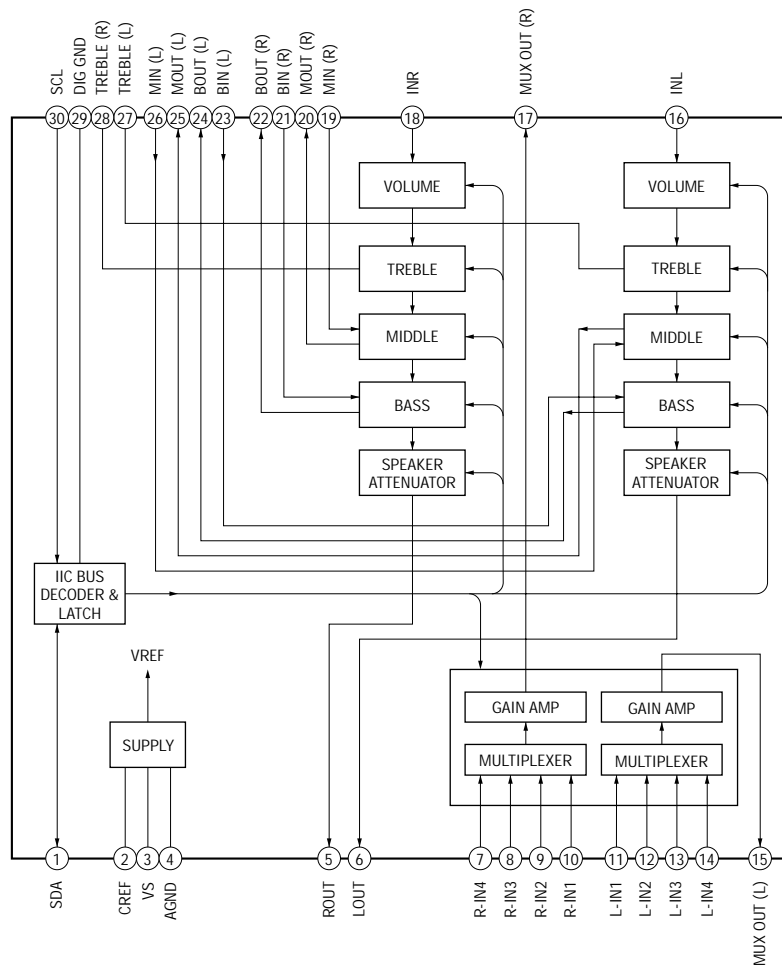 SCL
DIG GND
TREBLE (R)
TREBLE (L)
MIN (L)
MOUT (L)
BOUT (L)
BIN (L)
BOUT (R)
BIN (R)
MOUT (R)
MIN (R)
INR
MUX OUT (R)
INL
30
29
28
27
26
25
24
23
22
21
20
19
18
17
16
VOLUME
VOLUME
TREBLE
TREBLE
MIDDLE
MIDDLE
BASS
BASS
SPEAKER
ATTENUATOR
SPEAKER
ATTENUATOR
IIC BUS
DECODER &
LATCH
VREF
SUPPLY
GAIN AMP
GAIN AMP
MULTIPLEXER
MULTIPLEXER
1
2
3
4
5
6
7
8
9
10
11
12
13
14
15
SDA
CREF
VS
AGND
ROUT
LOUT
R-IN4
R-IN3
R-IN2
R-IN1
L-IN1
L-IN2
L-IN3
L-IN4
MUX OUT (L)